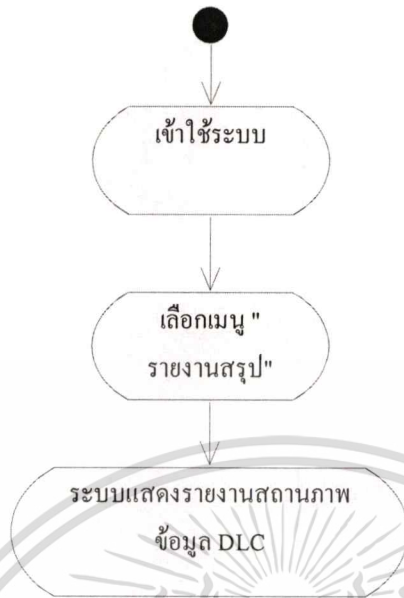 เข้าใช้ระบบ
เลือกเมนู "
รายงานสรุป"
ระบบแสดงรายงานสถานภาพ
ข้อมูล DLC